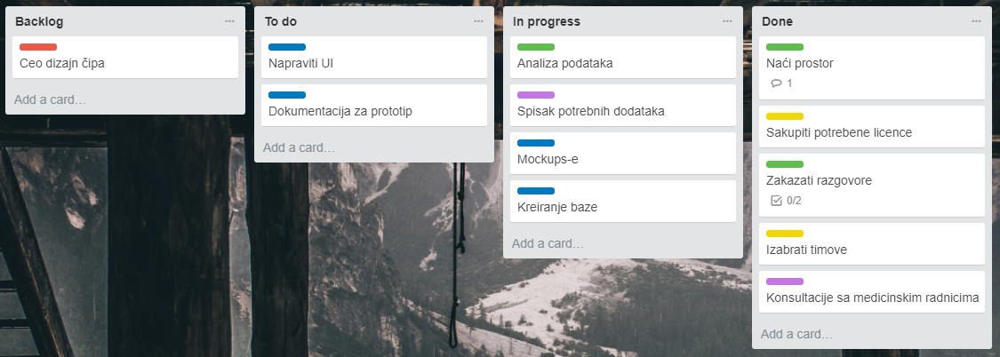 Backlog
Ceo dizajn čipa
Add a card…
To do
Napraviti UI
Dokumentacija za prototip
Add a card…
In progress
Analiza podataka
Spisak potrebnih dodataka
Mockups-e
Kreiranje baze
Add a card…
Done
Naći prostor
1
Sakupiti potrebene licence
Zakazati razgovore
0/2
Izabrati timove
Konsultacije sa medicinskim radnicima
Add a card…